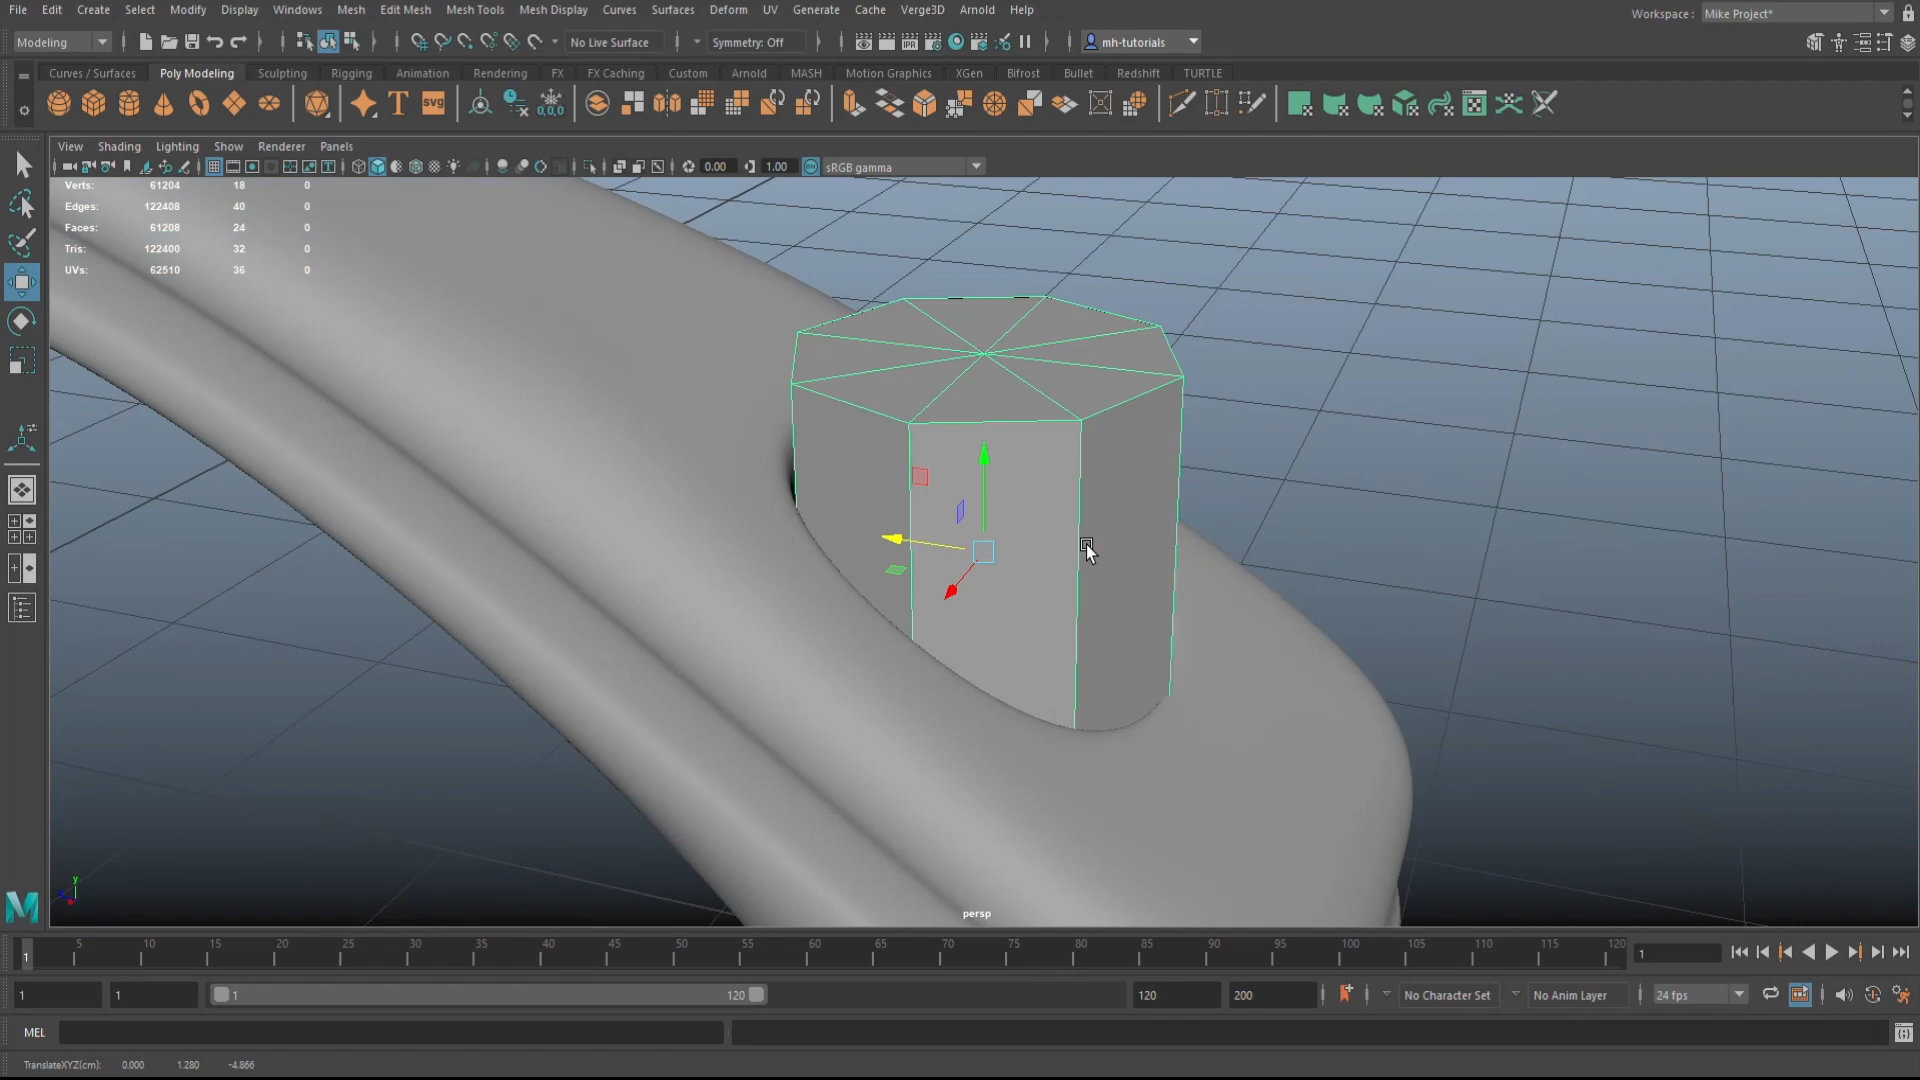 File Edit Create Select Modify Display Windows Mesh Edit Mesh Mesh Tools Mesh Display Curves Surfaces Deform UV Generate Cache Verge3D Arnold Help
Workspace : Mike Project*
Modeling No Live Surface Symmetry: Off mh-tutorials
Curves / Surfaces Poly Modeling Sculpting Rigging Animation Rendering FX FX Caching Custom Arnold MASH Motion Graphics XGen Bifrost Bullet Redshift TURTLE
T SVG 0,0,0 IPR
View Shading Lighting Show Renderer Panels
0.00 1.00 sRGB gamma
Verts: 61204 18 0
Edges: 122408 40 0
Faces: 61208 24 0
Tris: 122400 32 0
UVs: 62510 36 0
y
persp
5 10 15 20 25 30 35 40 45 50 55 60 65 70 75 80 85 90 95 100 105 110 115 120
1 1
1 1 1 120 120 200 No Character Set No Anim Layer 24 fps
MEL
TranslateXYZ(cm): 0.000 1.280 -4.866